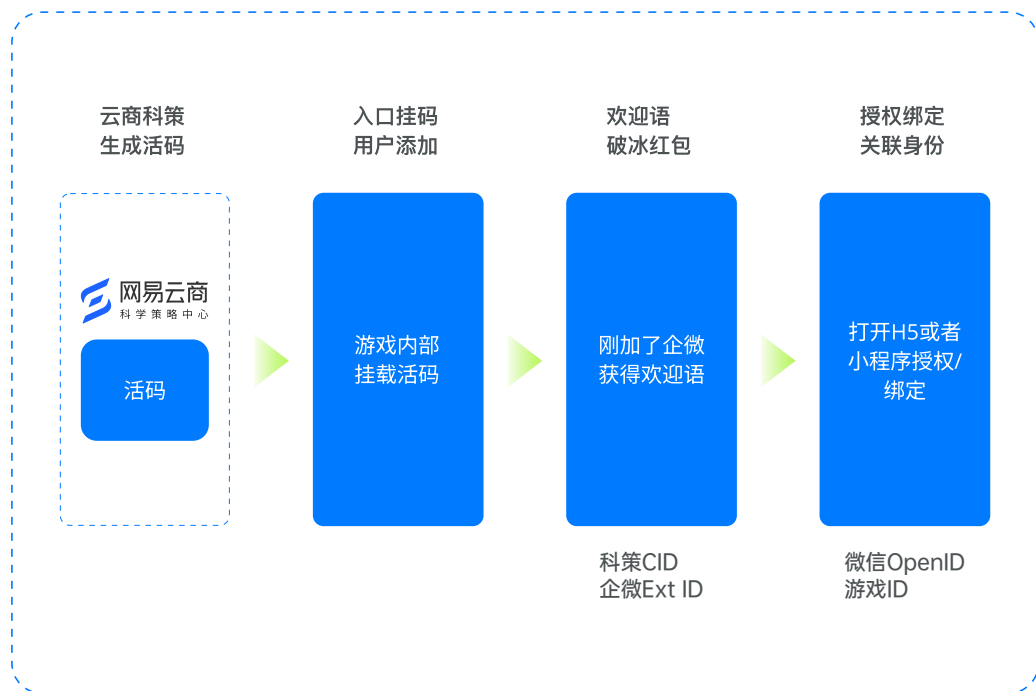 云商科策
生成活码
入口挂码
用户添加
欢迎语
破冰红包
授权绑定
关联身份
网易云商
科学策略中心
活码
游戏内部
挂载活码
刚加了企微
获得欢迎语
打开H5或者
小程序授权/
绑定
科策CID
企微Ext ID
微信OpenID
游戏ID